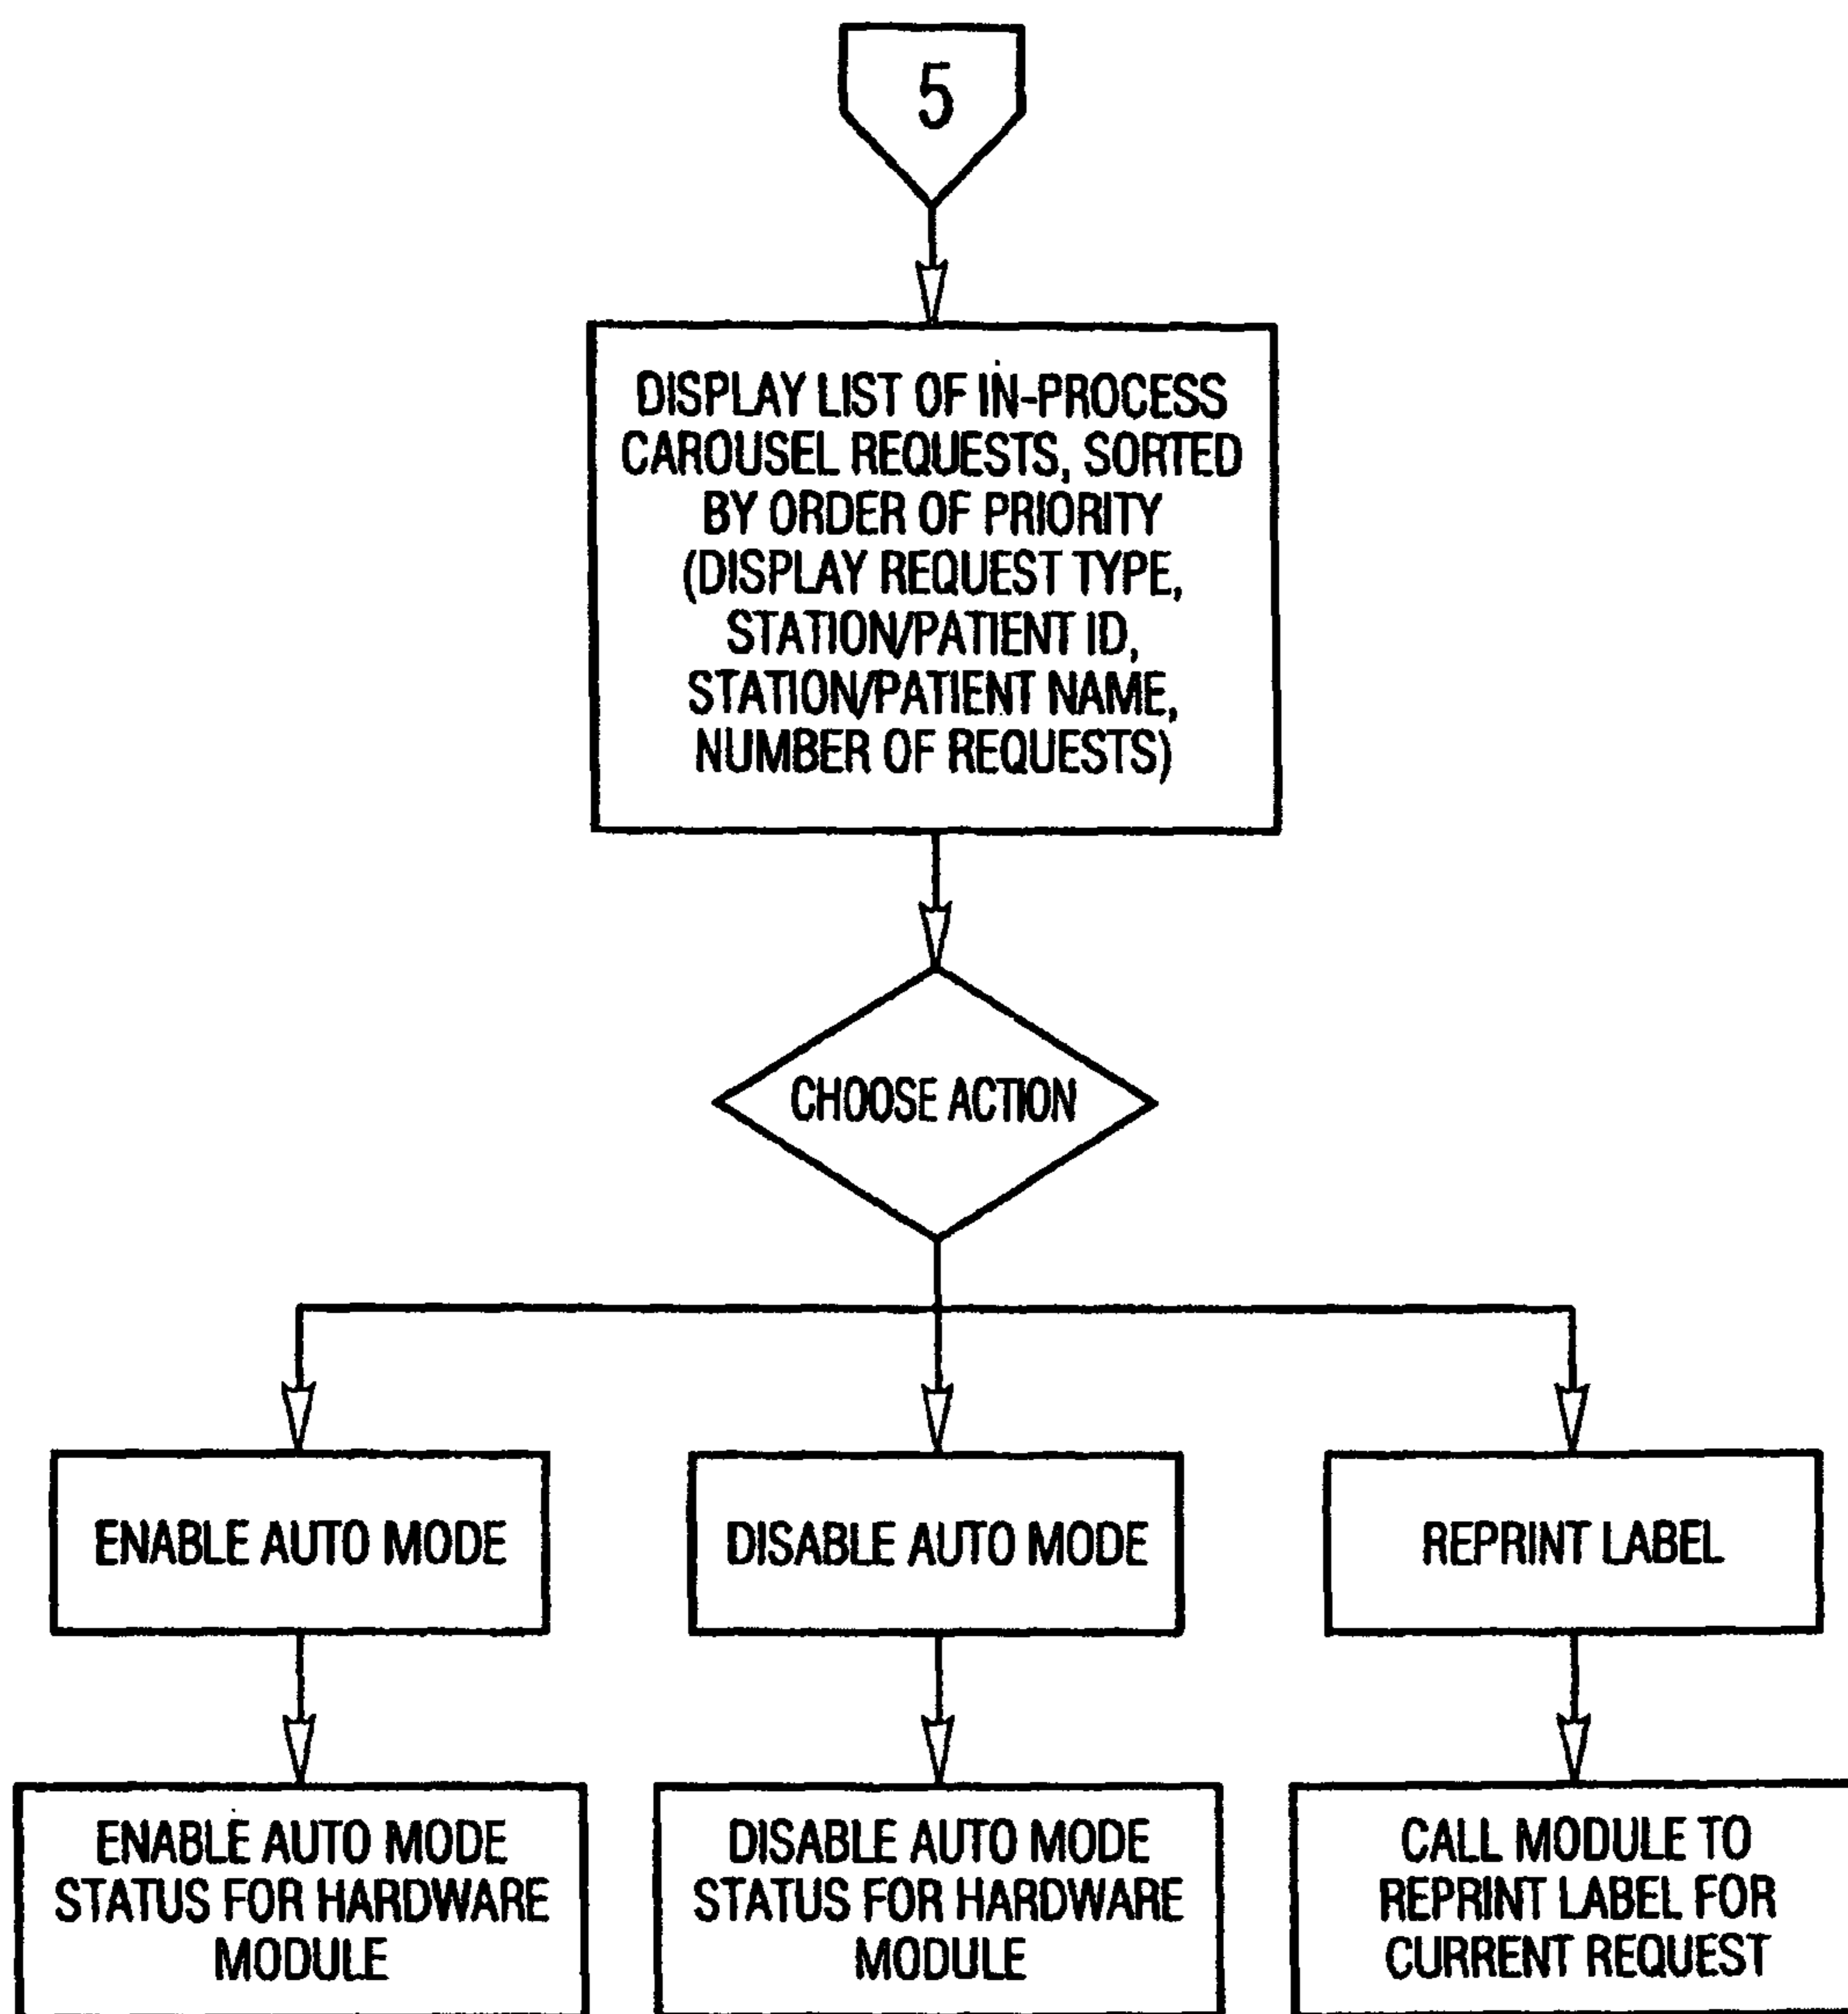 5
DISPLAY LIST OF IN-PROCESS
CAROUSEL REQUESTS, SORTED
BY ORDER OF PRIORITY
(DISPLAY REQUEST TYPE,
STATION/PATIENT ID,
STATION/PATIENT NAME,
NUMBER OF REQUESTS)
CHOOSE ACTION
ENABLE AUTO MODE
DISABLE AUTO MODE
REPRINT LABEL
ENABLE AUTO MODE
STATUS FOR HARDWARE
MODULE
DISABLE AUTO MODE
STATUS FOR HARDWARE
MODULE
CALL MODULE TO
REPRINT LABEL FOR
CURRENT REQUEST